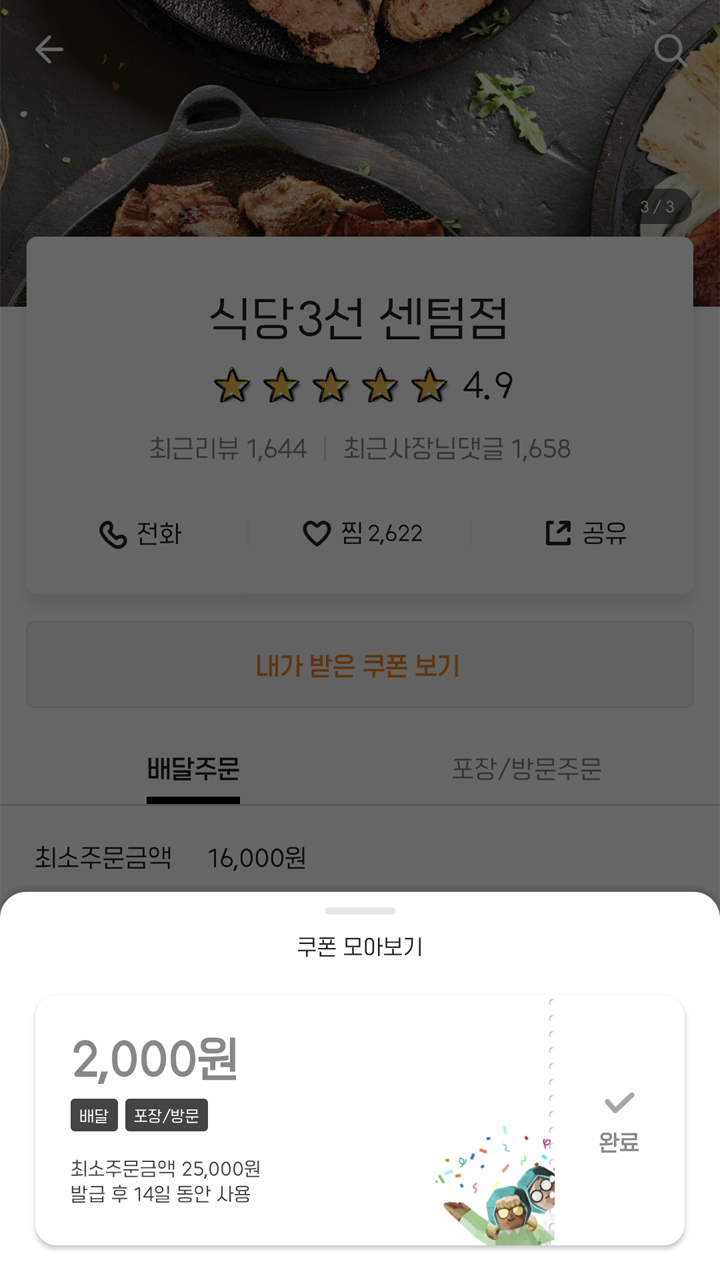 3 / 3
식당3선 센텀점
4.9
최근리뷰 1,644 | 최근사장님댓글 1,658
전화 찜 2,622 공유
내가 받은 쿠폰 보기
배달주문 포장/방문주문
최소주문금액 16,000원
쿠폰 모아보기
2,000원
배달 포장/방문
완료
최소주문금액 25,000원
발급 후 14일 동안 사용